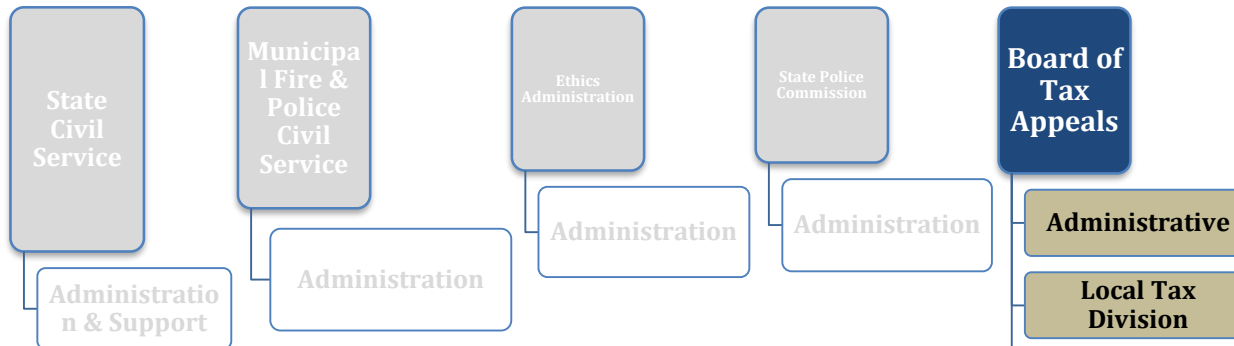 State
Civil
Service
Administratio
n & Support
Municipa
l Fire &
Police
Civil
Service
Administration
Ethics
Administration
Administration
State Police
Commission
Administration
Board of
Tax
Appeals
Administrative
Local Tax
Division